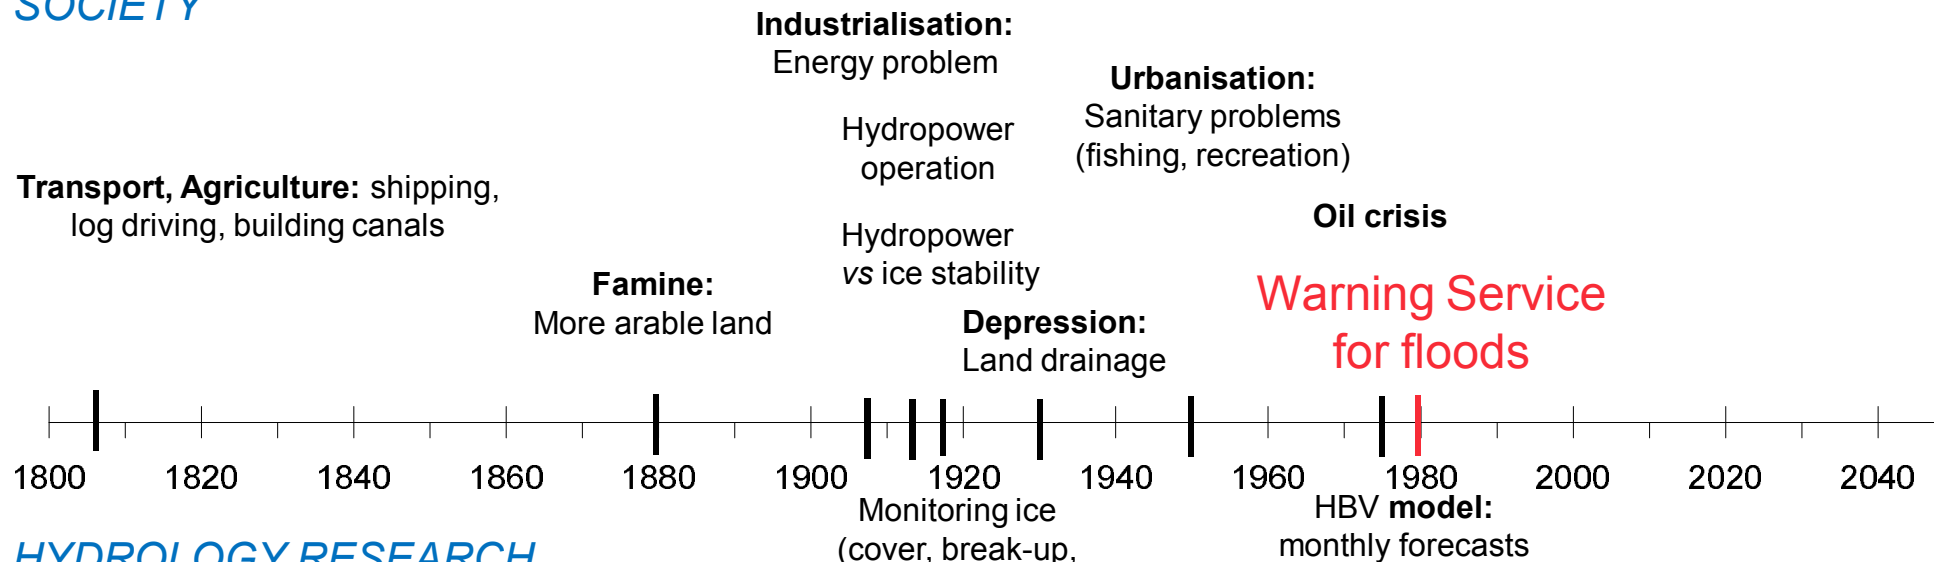 SOCIETY
Industrialisation:
Energy problem
Urbanisation:
Sanitary problems
(fishing, recreation)
Hydropower
operation
Transport, Agriculture: shipping,
log driving, building canals
Oil crisis
Hydropower
vs ice stability
Famine:
More arable land
Warning Service
for floods
Depression:
Land drainage
1800 1820 1840 1860 1880 1900 1920 1940 1960 1980 2000 2020 2040
Monitoring ice
(cover, break-up,
HBV model:
monthly forecasts
HYDROLOGY RESEARCH